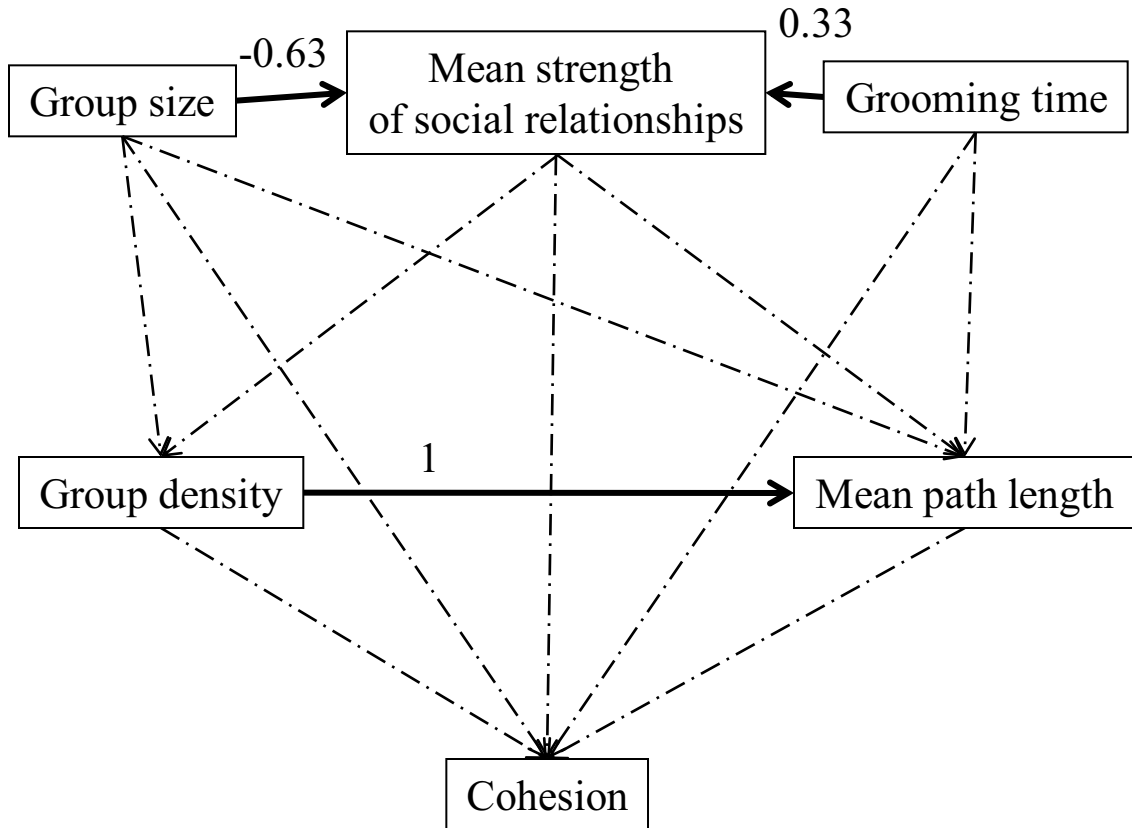 -0.63
0.33
Group size
Mean strength
of social relationships
Grooming time
1
Group density
Mean path length
Cohesion